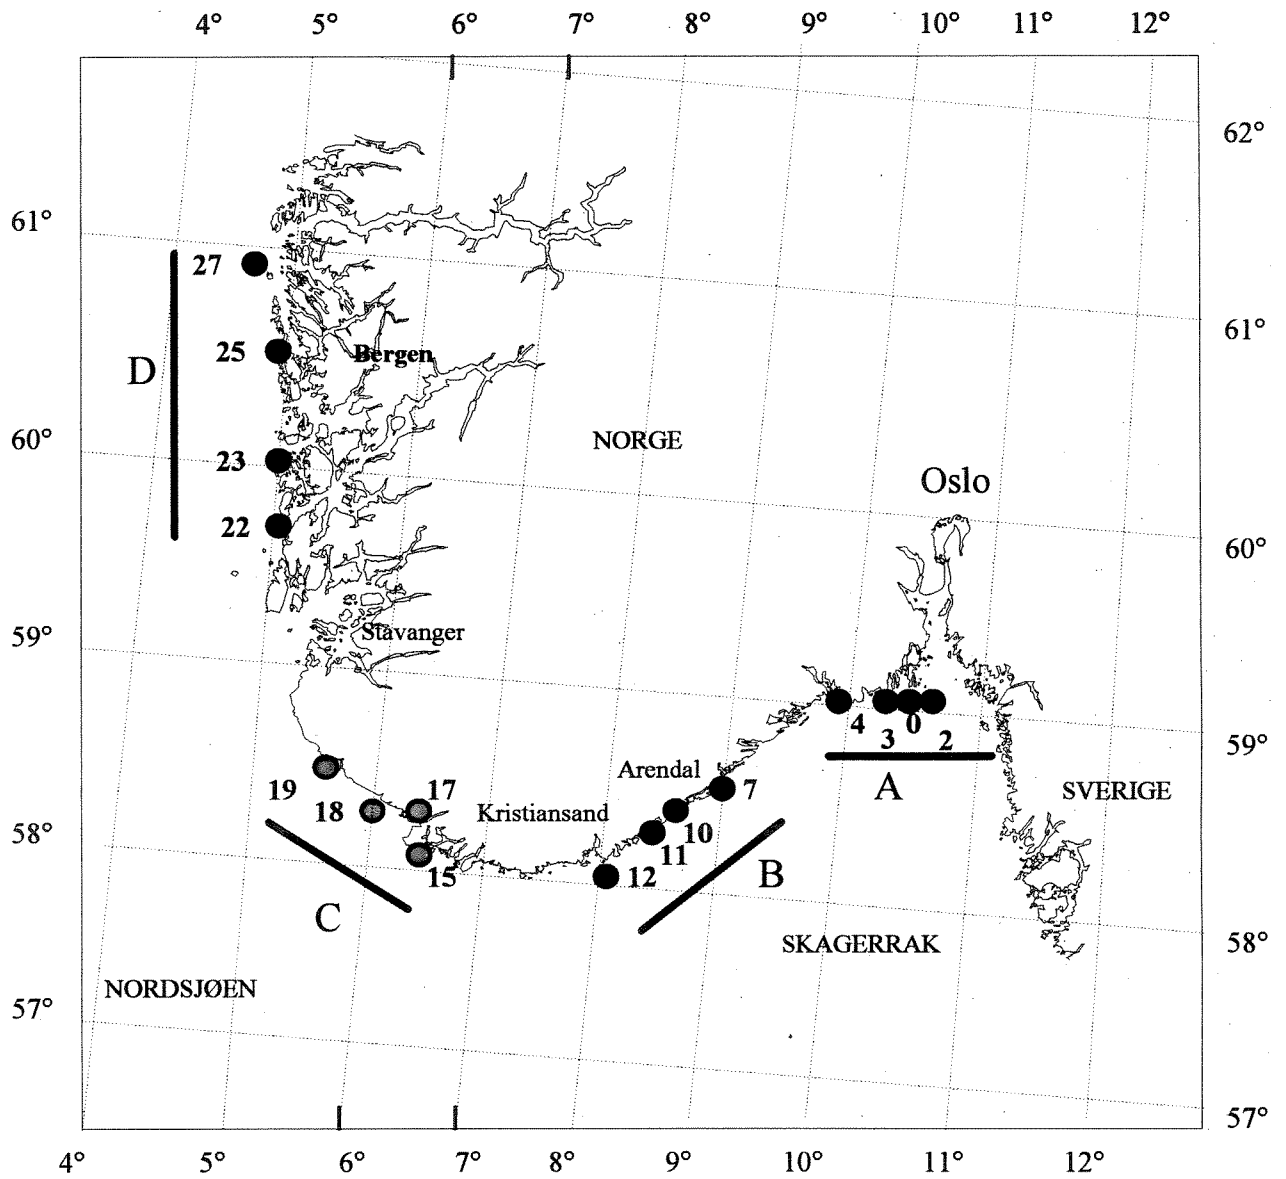 4° 5° 6° 7° 8° 9° 10° 11° 12°
62°
61°
27
61°
25
Bergen
D
60°
NORGE
23
Oslo
22
60°
59°
Stavanger
4
0
3
2
59°
Arendal
7
A
SVERIGE
19
17
18
Kristiansand
58°
10
11
15
12
B
C
SKAGERRAK
58°
NORDSJØEN
57°
57°
4° 5° 6° 7° 8° 9° 10° 11° 12°